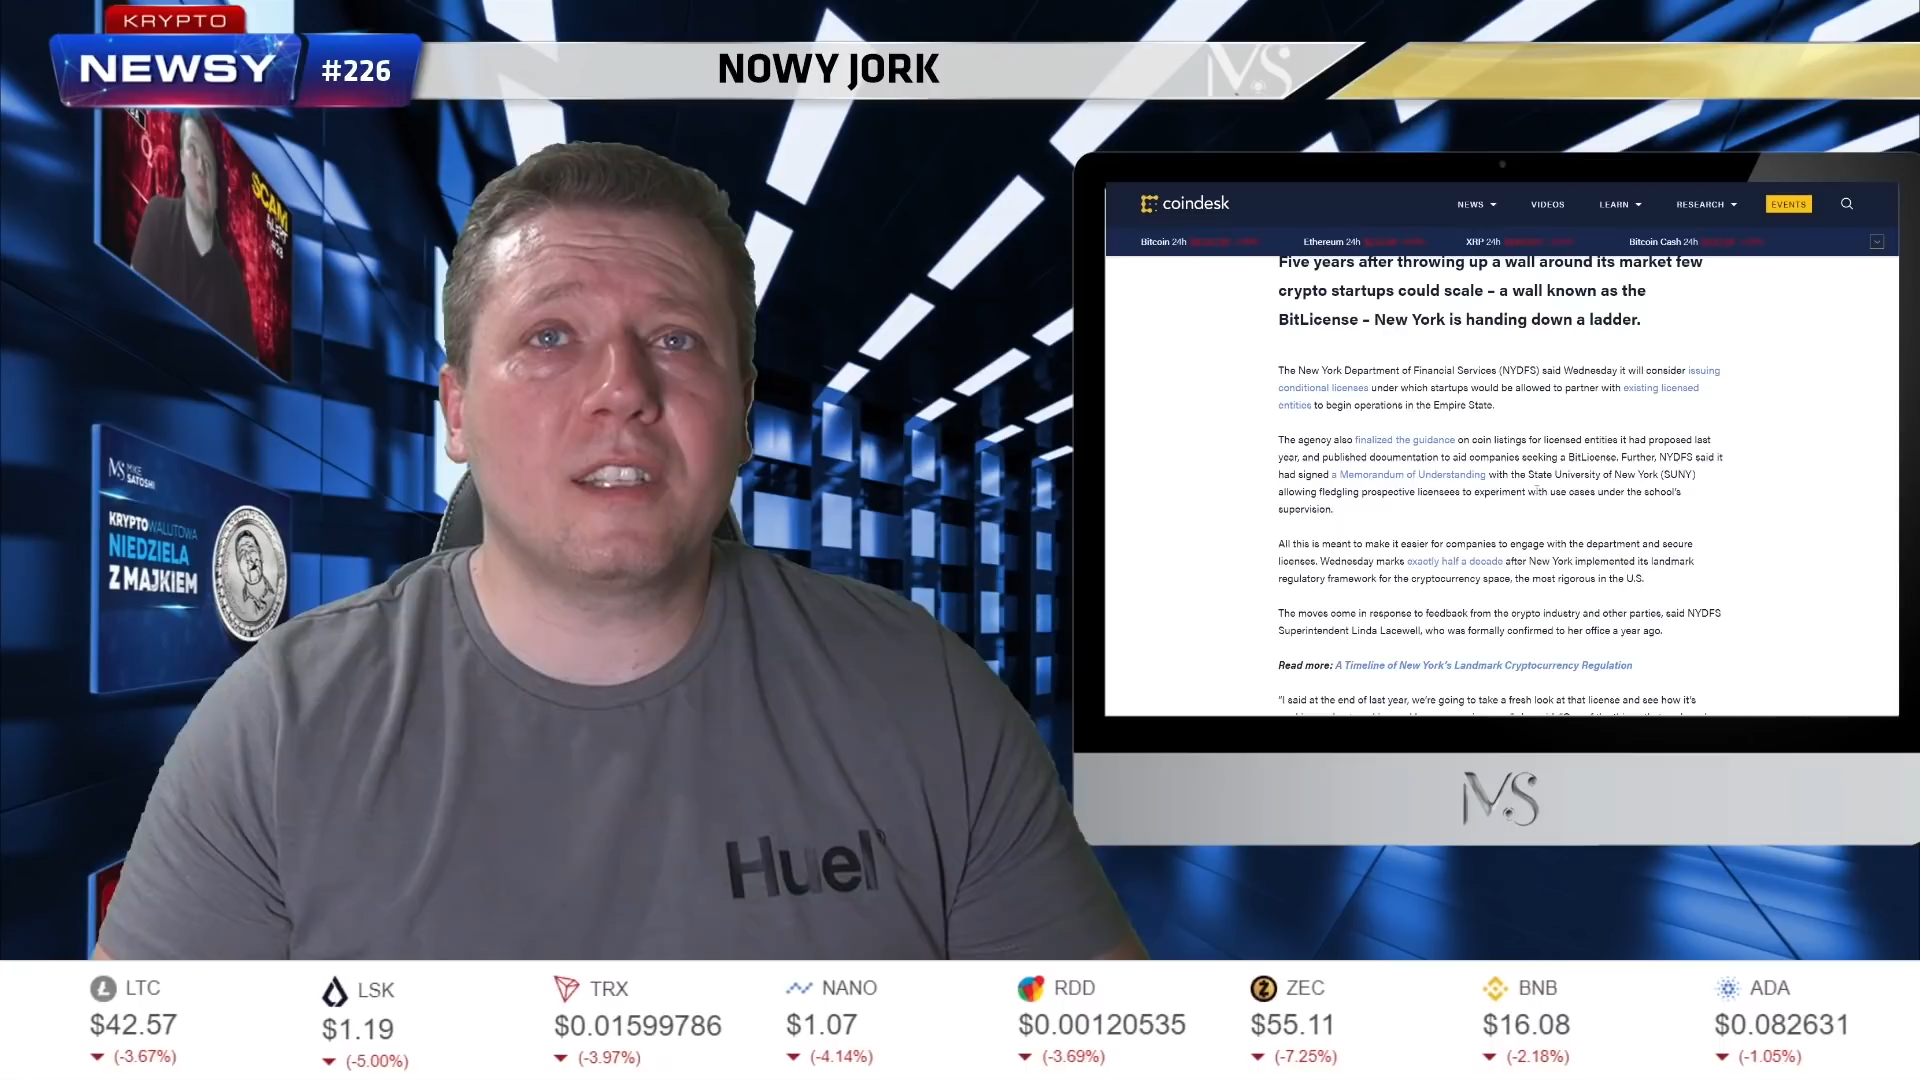 KRYPTO
NEWSY #226
NOWY JORK
MS
SCAM
ALERT
#28
MS MIKE
SATOSHI
KRYPTOWALUTOWA
NIEDZIELA
Z MAJKIEM
coindesk
NEWS VIDEOS LEARN RESEARCH EVENTS
Bitcoin 24h Ethereum 24h XRP 24h Bitcoin Cash 24h
Five years after throwing up a wall around its market few
crypto startups could scale – a wall known as the
BitLicense – New York is handing down a ladder.
The New York Department of Financial Services (NYDFS) said Wednesday it will consider issuing
conditional licenses under which startups would be allowed to partner with existing licensed
entities to begin operations in the Empire State.
The agency also finalized the guidance on coin listings for licensed entities it had proposed last
year, and published documentation to aid companies seeking a BitLicense. Further, NYDFS said it
had signed a Memorandum of Understanding with the State University of New York (SUNY)
allowing fledgling prospective licensees to experiment with use cases under the school's
supervision.
All this is meant to make it easier for companies to engage with the department and secure
licenses. Wednesday marks exactly half a decade after New York implemented its landmark
regulatory framework for the cryptocurrency space, the most rigorous in the U.S.
The moves come in response to feedback from the crypto industry and other parties, said NYDFS
Superintendent Linda Lacewell, who was formally confirmed to her office a year ago.
Read more: A Timeline of New York's Landmark Cryptocurrency Regulation
"I said at the end of last year, we're going to take a fresh look at that license and see how it's
MS
Huel
LTC LSK TRX NANO RDD ZEC BNB ADA
$42.57 $1.19 $0.01599786 $1.07 $0.00120535 $55.11 $16.08 $0.082631
(-3.67%) (-5.00%) (-3.97%) (-4.14%) (-3.69%) (-7.25%) (-2.18%) (-1.05%)